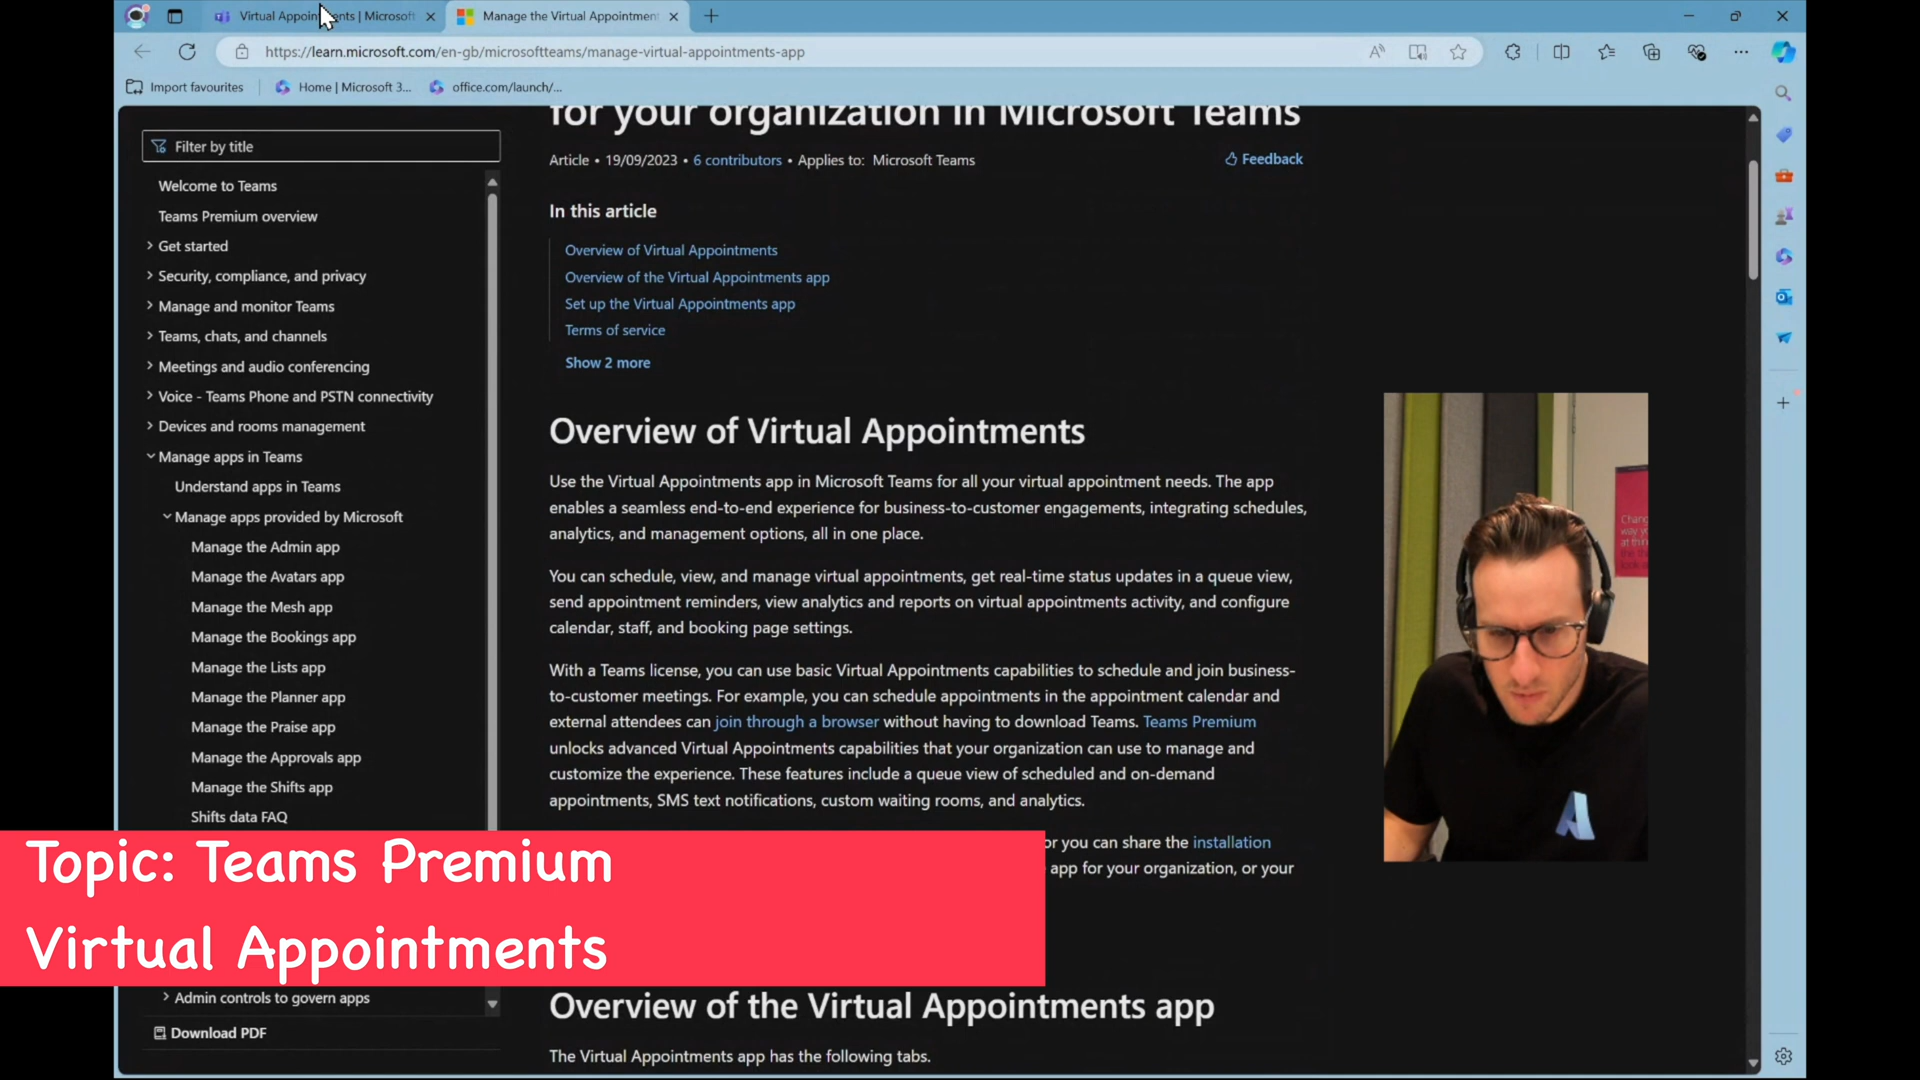 Virtual Appointments | Microsoft
Manage the Virtual Appointment
https://learn.microsoft.com/en-gb/microsoftteams/manage-virtual-appointments-app
Import favourites
Home | Microsoft 3...
office.com/launch/...
Filter by title
Welcome to Teams
Teams Premium overview
Get started
Security, compliance, and privacy
Manage and monitor Teams
Teams, chats, and channels
Meetings and audio conferencing
Voice - Teams Phone and PSTN connectivity
Devices and rooms management
Manage apps in Teams
Understand apps in Teams
Manage apps provided by Microsoft
Manage the Admin app
Manage the Avatars app
Manage the Mesh app
Manage the Bookings app
Manage the Lists app
Manage the Planner app
Manage the Praise app
Manage the Approvals app
Manage the Shifts app
Shifts data FAQ
Admin controls to govern apps
Download PDF
for your organization in Microsoft Teams
Article • 19/09/2023 • 6 contributors • Applies to: Microsoft Teams
Feedback
In this article
Overview of Virtual Appointments
Overview of the Virtual Appointments app
Set up the Virtual Appointments app
Terms of service
Show 2 more
Overview of Virtual Appointments
Use the Virtual Appointments app in Microsoft Teams for all your virtual appointment needs. The app
enables a seamless end-to-end experience for business-to-customer engagements, integrating schedules,
analytics, and management options, all in one place.
You can schedule, view, and manage virtual appointments, get real-time status updates in a queue view,
send appointment reminders, view analytics and reports on virtual appointments activity, and configure
calendar, staff, and booking page settings.
With a Teams license, you can use basic Virtual Appointments capabilities to schedule and join business-
to-customer meetings. For example, you can schedule appointments in the appointment calendar and
external attendees can join through a browser without having to download Teams. Teams Premium
unlocks advanced Virtual Appointments capabilities that your organization can use to manage and
customize the experience. These features include a queue view of scheduled and on-demand
appointments, SMS text notifications, custom waiting rooms, and analytics.
or you can share the installation
app for your organization, or your
Overview of the Virtual Appointments app
The Virtual Appointments app has the following tabs.
Topic: Teams Premium
Virtual Appointments